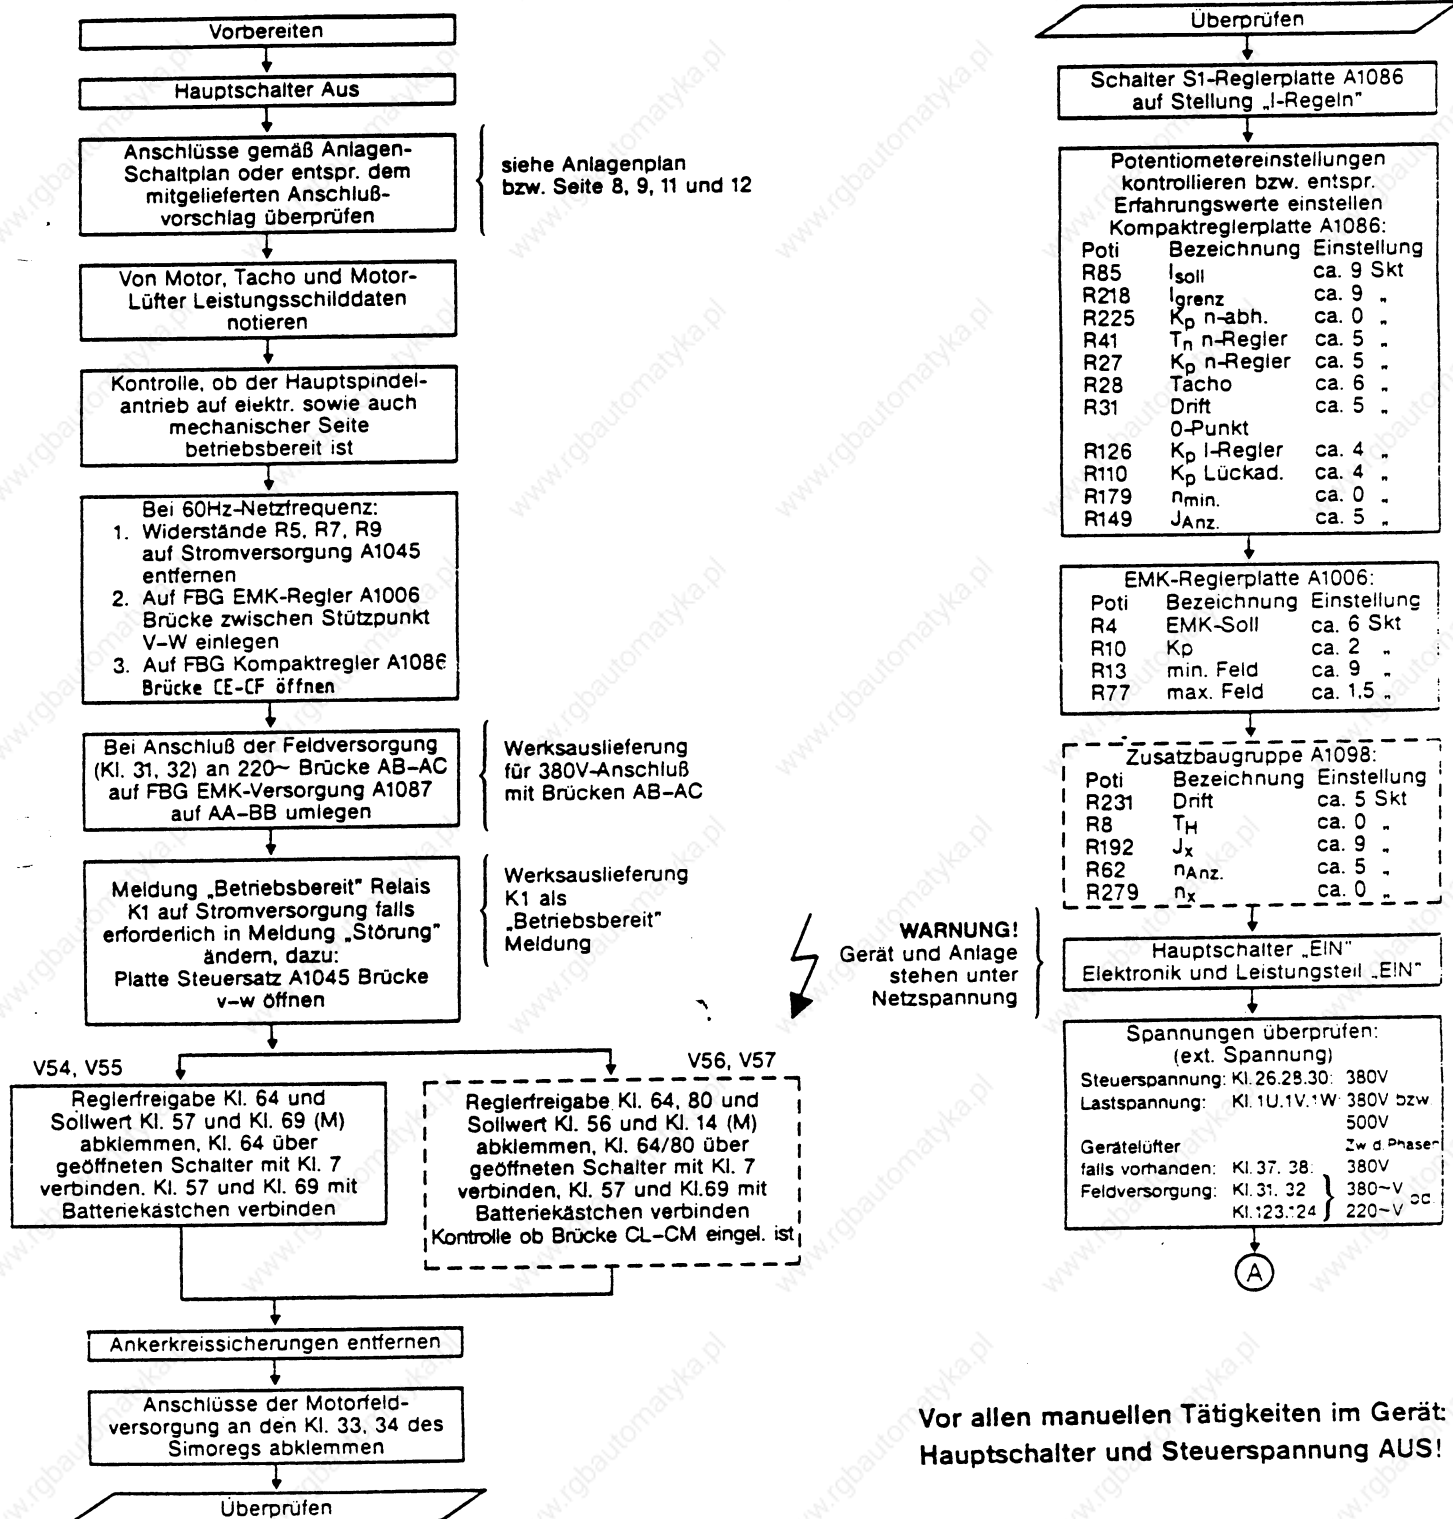 Vorbereiten
Hauptschalter Aus
Anschlüsse gemäß Anlagen-
Schaltplan oder entspr. dem
mitgelieferten Anschluß-
vorschlag überprüfen
siehe Anlagenplan
bzw. Seite 8, 9, 11 und 12
Von Motor, Tacho und Motor-
Lüfter Leistungsschilddaten
notieren
Kontrolle, ob der Hauptspindel-
antrieb auf elektr. sowie auch
mechanischer Seite
betriebsbereit ist
Bei 60Hz-Netzfrequenz:
1. Widerstände R5, R7, R9
auf Stromversorgung A1045
entfernen
2. Auf FBG EMK-Regler A1006
Brücke zwischen Stützpunkt
V-W einlegen
3. Auf FBG Kompaktregler A1086
Brücke CE-CF öffnen
Bei Anschluß der Feldversorgung
(Kl. 31, 32) an 220~ Brücke AB-AC
auf FBG EMK-Versorgung A1087
auf AA-BB umlegen
Werksauslieferung
für 380V-Anschluß
mit Brücken AB-AC
Meldung „Betriebsbereit" Relais
K1 auf Stromversorgung falls
erforderlich in Meldung „Störung"
ändern, dazu:
Platte Steuersatz A1045 Brücke
v-w öffnen
Werksauslieferung
K1 als
„Betriebsbereit"
Meldung
V54, V55
Reglerfreigabe Kl. 64 und
Sollwert Kl. 57 und Kl. 69 (M)
abklemmen, Kl. 64 über
geöffneten Schalter mit Kl. 7
verbinden. Kl. 57 und Kl. 69 mit
Batteriekästchen verbinden
V56, V57
Reglerfreigabe Kl. 64, 80 und
Sollwert Kl. 56 und Kl. 14 (M)
abklemmen, Kl. 64/80 über
geöffneten Schalter mit Kl. 7
verbinden, Kl. 57 und Kl.69 mit
Batteriekästchen verbinden
Kontrolle ob Brücke CL-CM eingel. ist
Ankerkreissicherungen entfernen
Anschlüsse der Motorfeld-
versorgung an den Kl. 33, 34 des
Simoregs abklemmen
Überprüfen
Überprüfen
Schalter S1-Reglerplatte A1086
auf Stellung „I-Regeln"
Potentiometereinstellungen
kontrollieren bzw. entspr.
Erfahrungswerte einstellen
Kompaktreglerplatte A1086:
Poti Bezeichnung Einstellung
R85 Isoll ca. 9 Skt
R218 Igrenz ca. 9 „
R225 Kp n-abh. ca. 0 „
R41 Tn n-Regler ca. 5 „
R27 Kp n-Regler ca. 5 „
R28 Tacho ca. 6 „
R31 Drift ca. 5 „
0-Punkt
R126 Kp I-Regler ca. 4 „
R110 Kp Lückad. ca. 4 „
R179 nmin. ca. 0 „
R149 JAnz. ca. 5 „
EMK-Reglerplatte A1006:
Poti Bezeichnung Einstellung
R4 EMK-Soll ca. 6 Skt
R10 Kp ca. 2 „
R13 min. Feld ca. 9 „
R77 max. Feld ca. 1,5 „
Zusatzbaugruppe A1098:
Poti Bezeichnung Einstellung
R231 Drift ca. 5 Skt
R8 TH ca. 0 „
R192 Jx ca. 9 „
R62 nAnz. ca. 5 „
R279 nx ca. 0 „
WARNUNG!
Gerät und Anlage
stehen unter
Netzspannung
Hauptschalter „EIN"
Elektronik und Leistungsteil „EIN"
Spannungen überprüfen:
(ext. Spannung)
Steuerspannung: Kl.26.28.30: 380V
Lastspannung: Kl.1U.1V.1W: 380V bzw.
500V
Gerätelüfter Zw d. Phasen
falls vorhanden: Kl. 37. 38: 380V
Feldversorgung: Kl. 31. 32 380~V
Kl.123.124 220~V
A
Vor allen manuellen Tätigkeiten im Gerät:
Hauptschalter und Steuerspannung AUS!
www.rgbautomatyka.pl